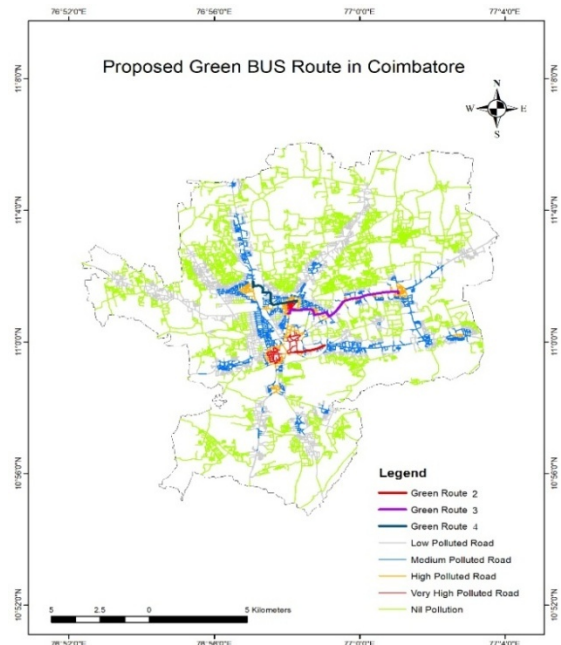 76°52'0"E 76°56'0"E 77°0'0"E 77°4'0"E
Proposed Green BUS Route in Coimbatore
N
W E
S
11°8'0"N 11°8'0"N
11°4'0"N 11°4'0"N
11°0'0"N 11°0'0"N
10°56'0"N 10°56'0"N
10°52'0"N 10°52'0"N
Legend
Green Route 2
Green Route 3
Green Route 4
Low Polluted Road
Medium Polluted Road
High Polluted Road
Very High Polluted Road
Nil Pollution
5 2.5 0 5 Kilometers
76°52'0"E 76°56'0"E 77°0'0"E 77°4'0"E